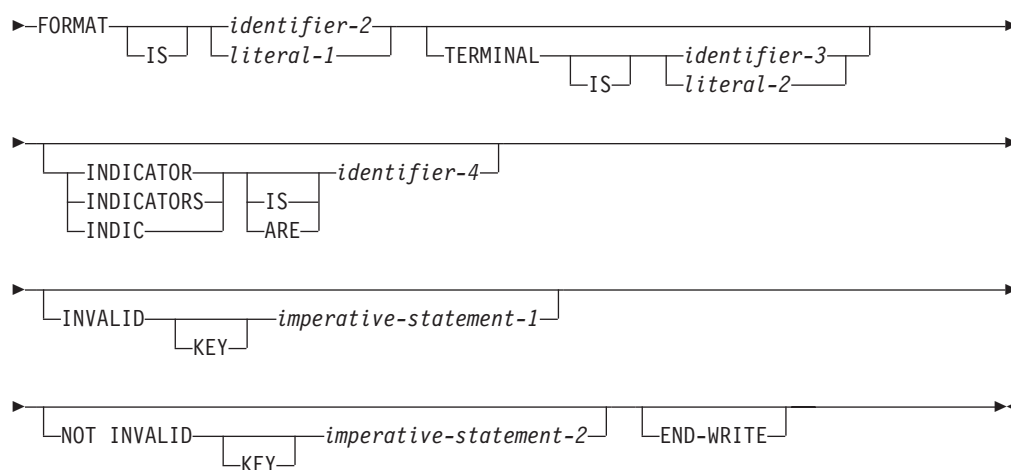 FORMAT IS identifier-2
literal-1
TERMINAL IS identifier-3
literal-2
INDICATOR
INDICATORS
INDIC
IS
ARE
identifier-4
INVALID KEY imperative-statement-1
NOT INVALID KEY imperative-statement-2
END-WRITE